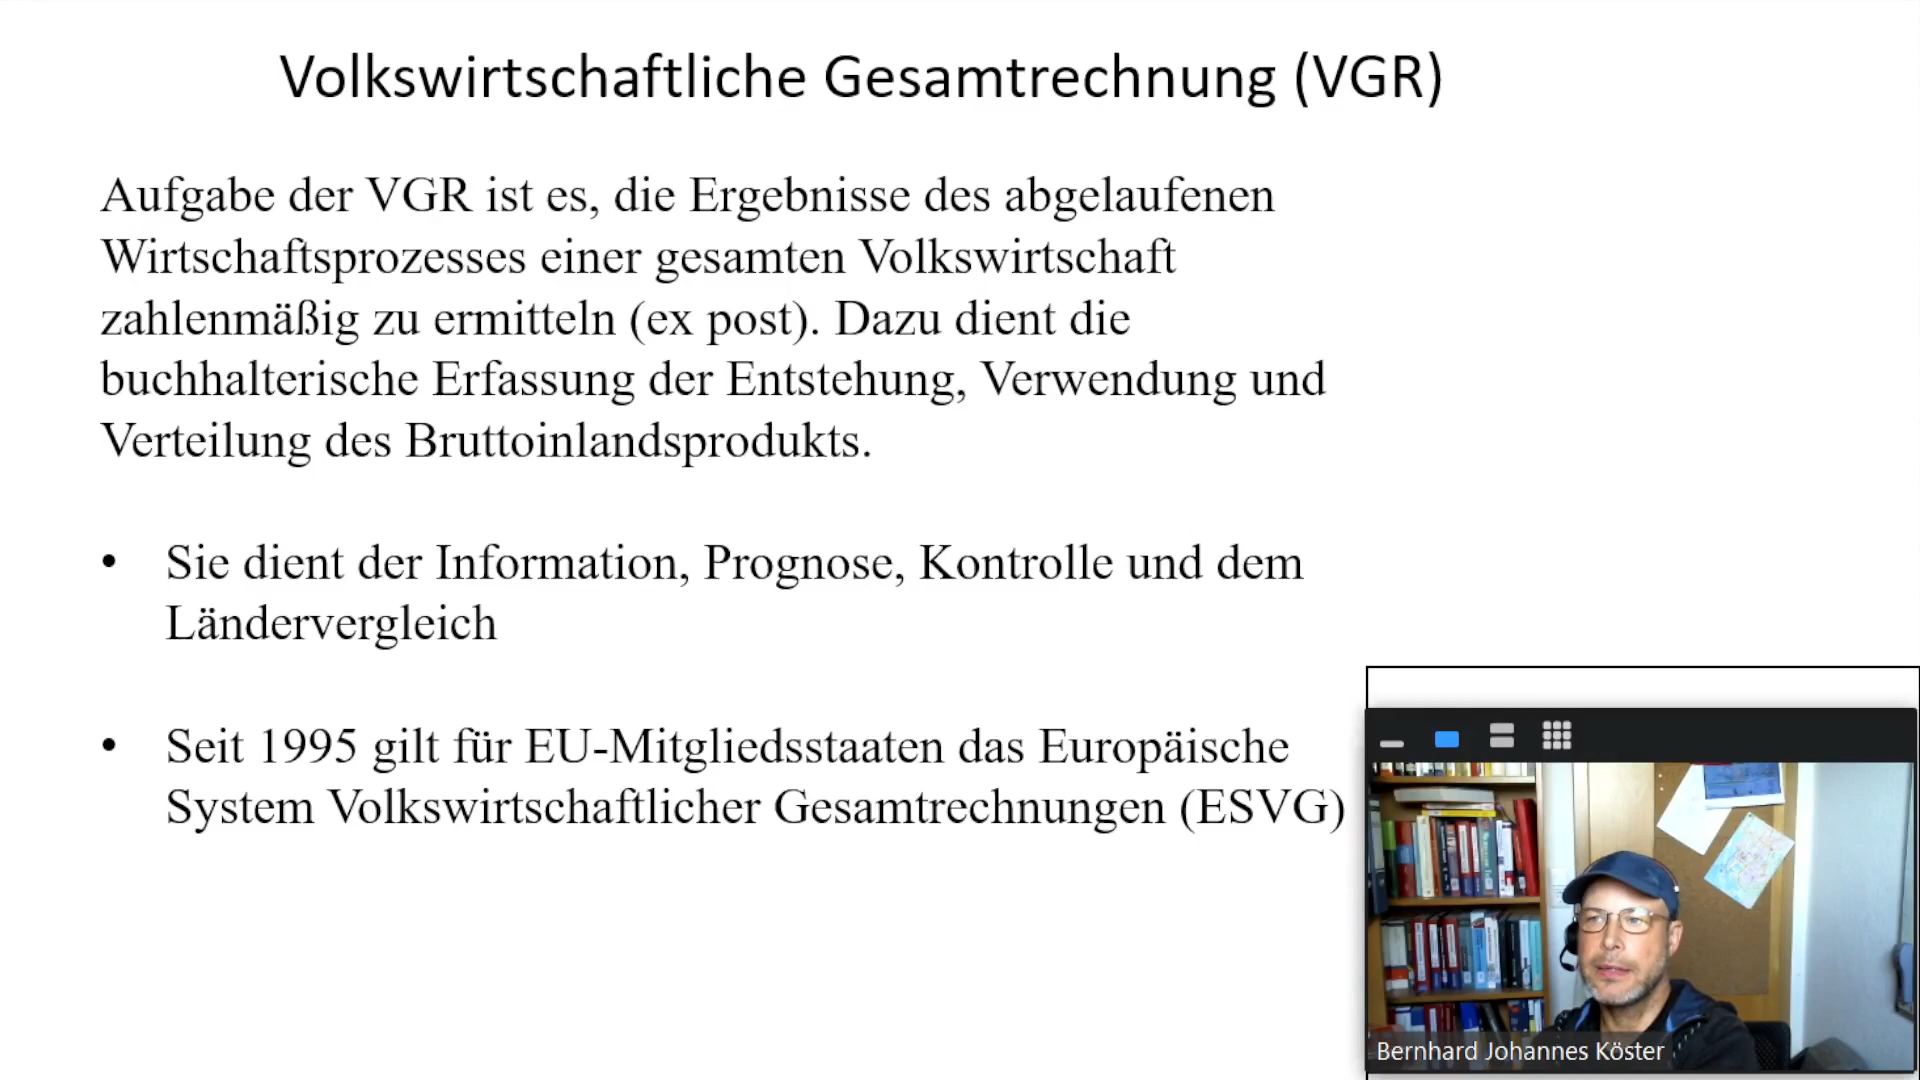 Volkswirtschaftliche Gesamtrechnung (VGR)
Aufgabe der VGR ist es, die Ergebnisse des abgelaufenen
Wirtschaftsprozesses einer gesamten Volkswirtschaft
zahlenmäßig zu ermitteln (ex post). Dazu dient die
buchhalterische Erfassung der Entstehung, Verwendung und
Verteilung des Bruttoinlandsprodukts.
• Sie dient der Information, Prognose, Kontrolle und dem
Ländervergleich
• Seit 1995 gilt für EU-Mitgliedsstaaten das Europäische
System Volkswirtschaftlicher Gesamtrechnungen (ESVG)
Bernhard Johannes Köster